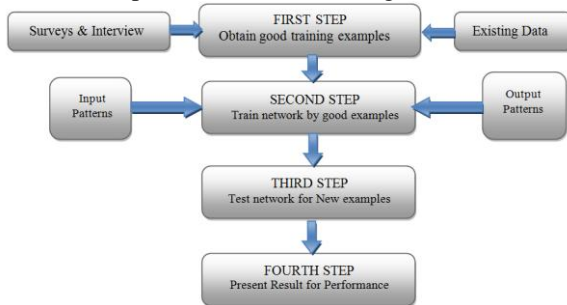 FIRST STEP
Surveys & Interview
Obtain good training examples
Existing Data
Input
Patterns
SECOND STEP
Train network by good examples
Output
Patterns
THIRD STEP
Test network for New examples
FOURTH STEP
Present Result for Performance